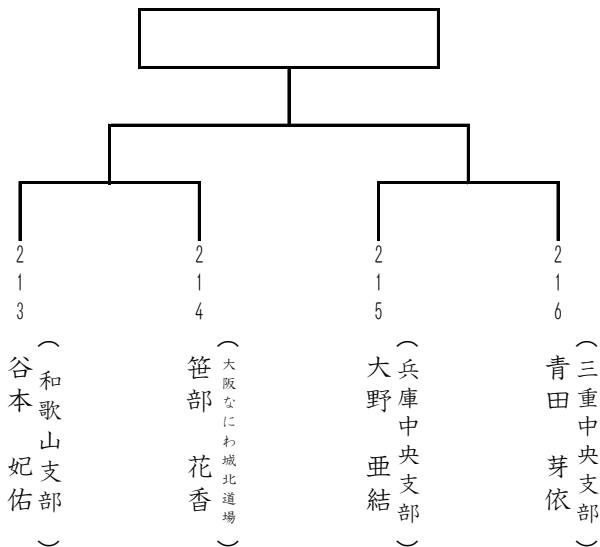 213
谷本 妃佑
(和歌山支部)
214
笹部 花香
(大阪なにわ城北道場)
215
大野 亜結
(兵庫中央支部)
216
青田 芽依
(三重中央支部)